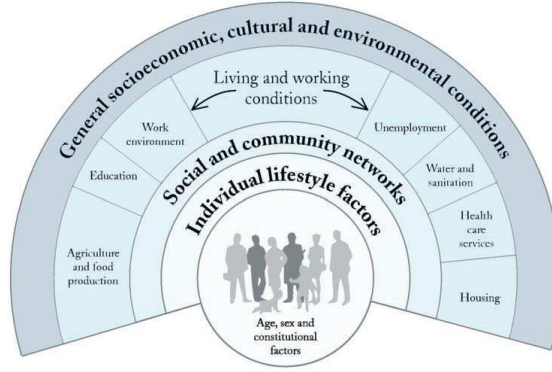 General socioeconomic, cultural and environmental conditions
Living and working
conditions
Work
environment
Unemployment
Education
Water and
sanitation
Agriculture
and food
production
Health
care
services
Housing
Social and community networks
Individual lifestyle factors
Age, sex and
constitutional
factors